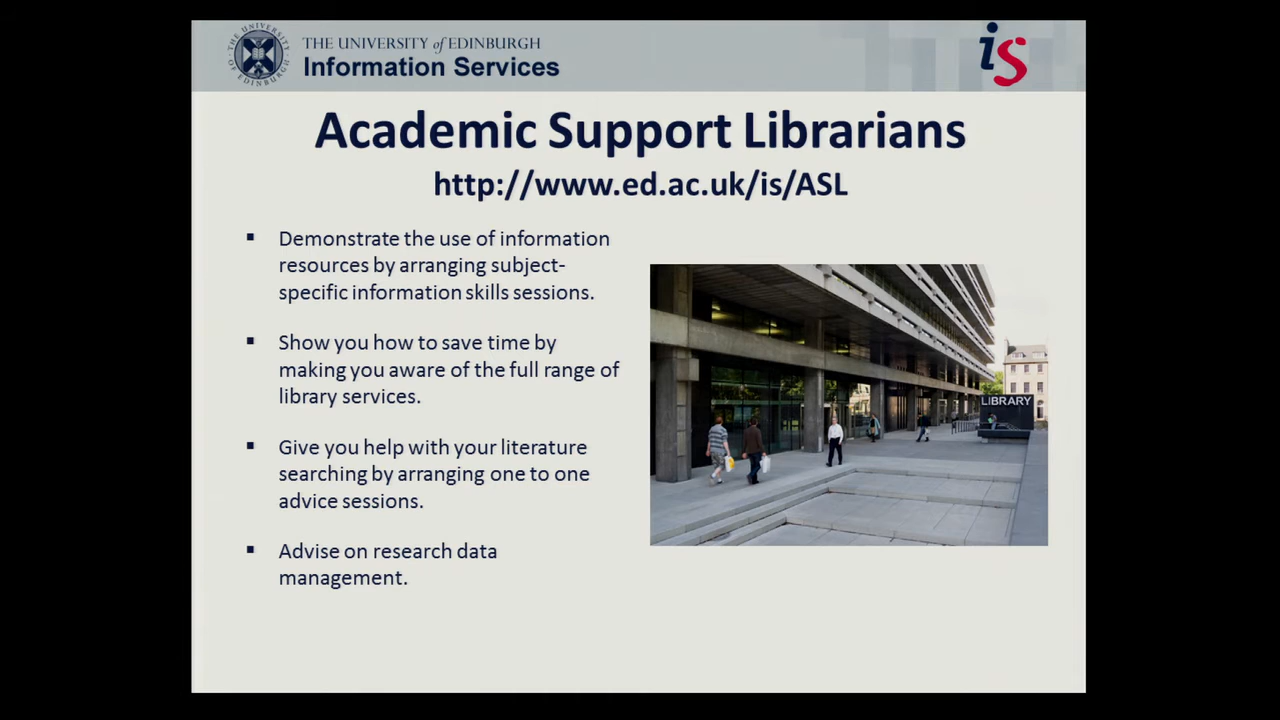 THE UNIVERSITY of EDINBURGH
Information Services
is
Academic Support Librarians
http://www.ed.ac.uk/is/ASL
▪ Demonstrate the use of information
resources by arranging subject-
specific information skills sessions.
▪ Show you how to save time by
making you aware of the full range of
library services.
▪ Give you help with your literature
searching by arranging one to one
advice sessions.
▪ Advise on research data
management.
LIBRARY